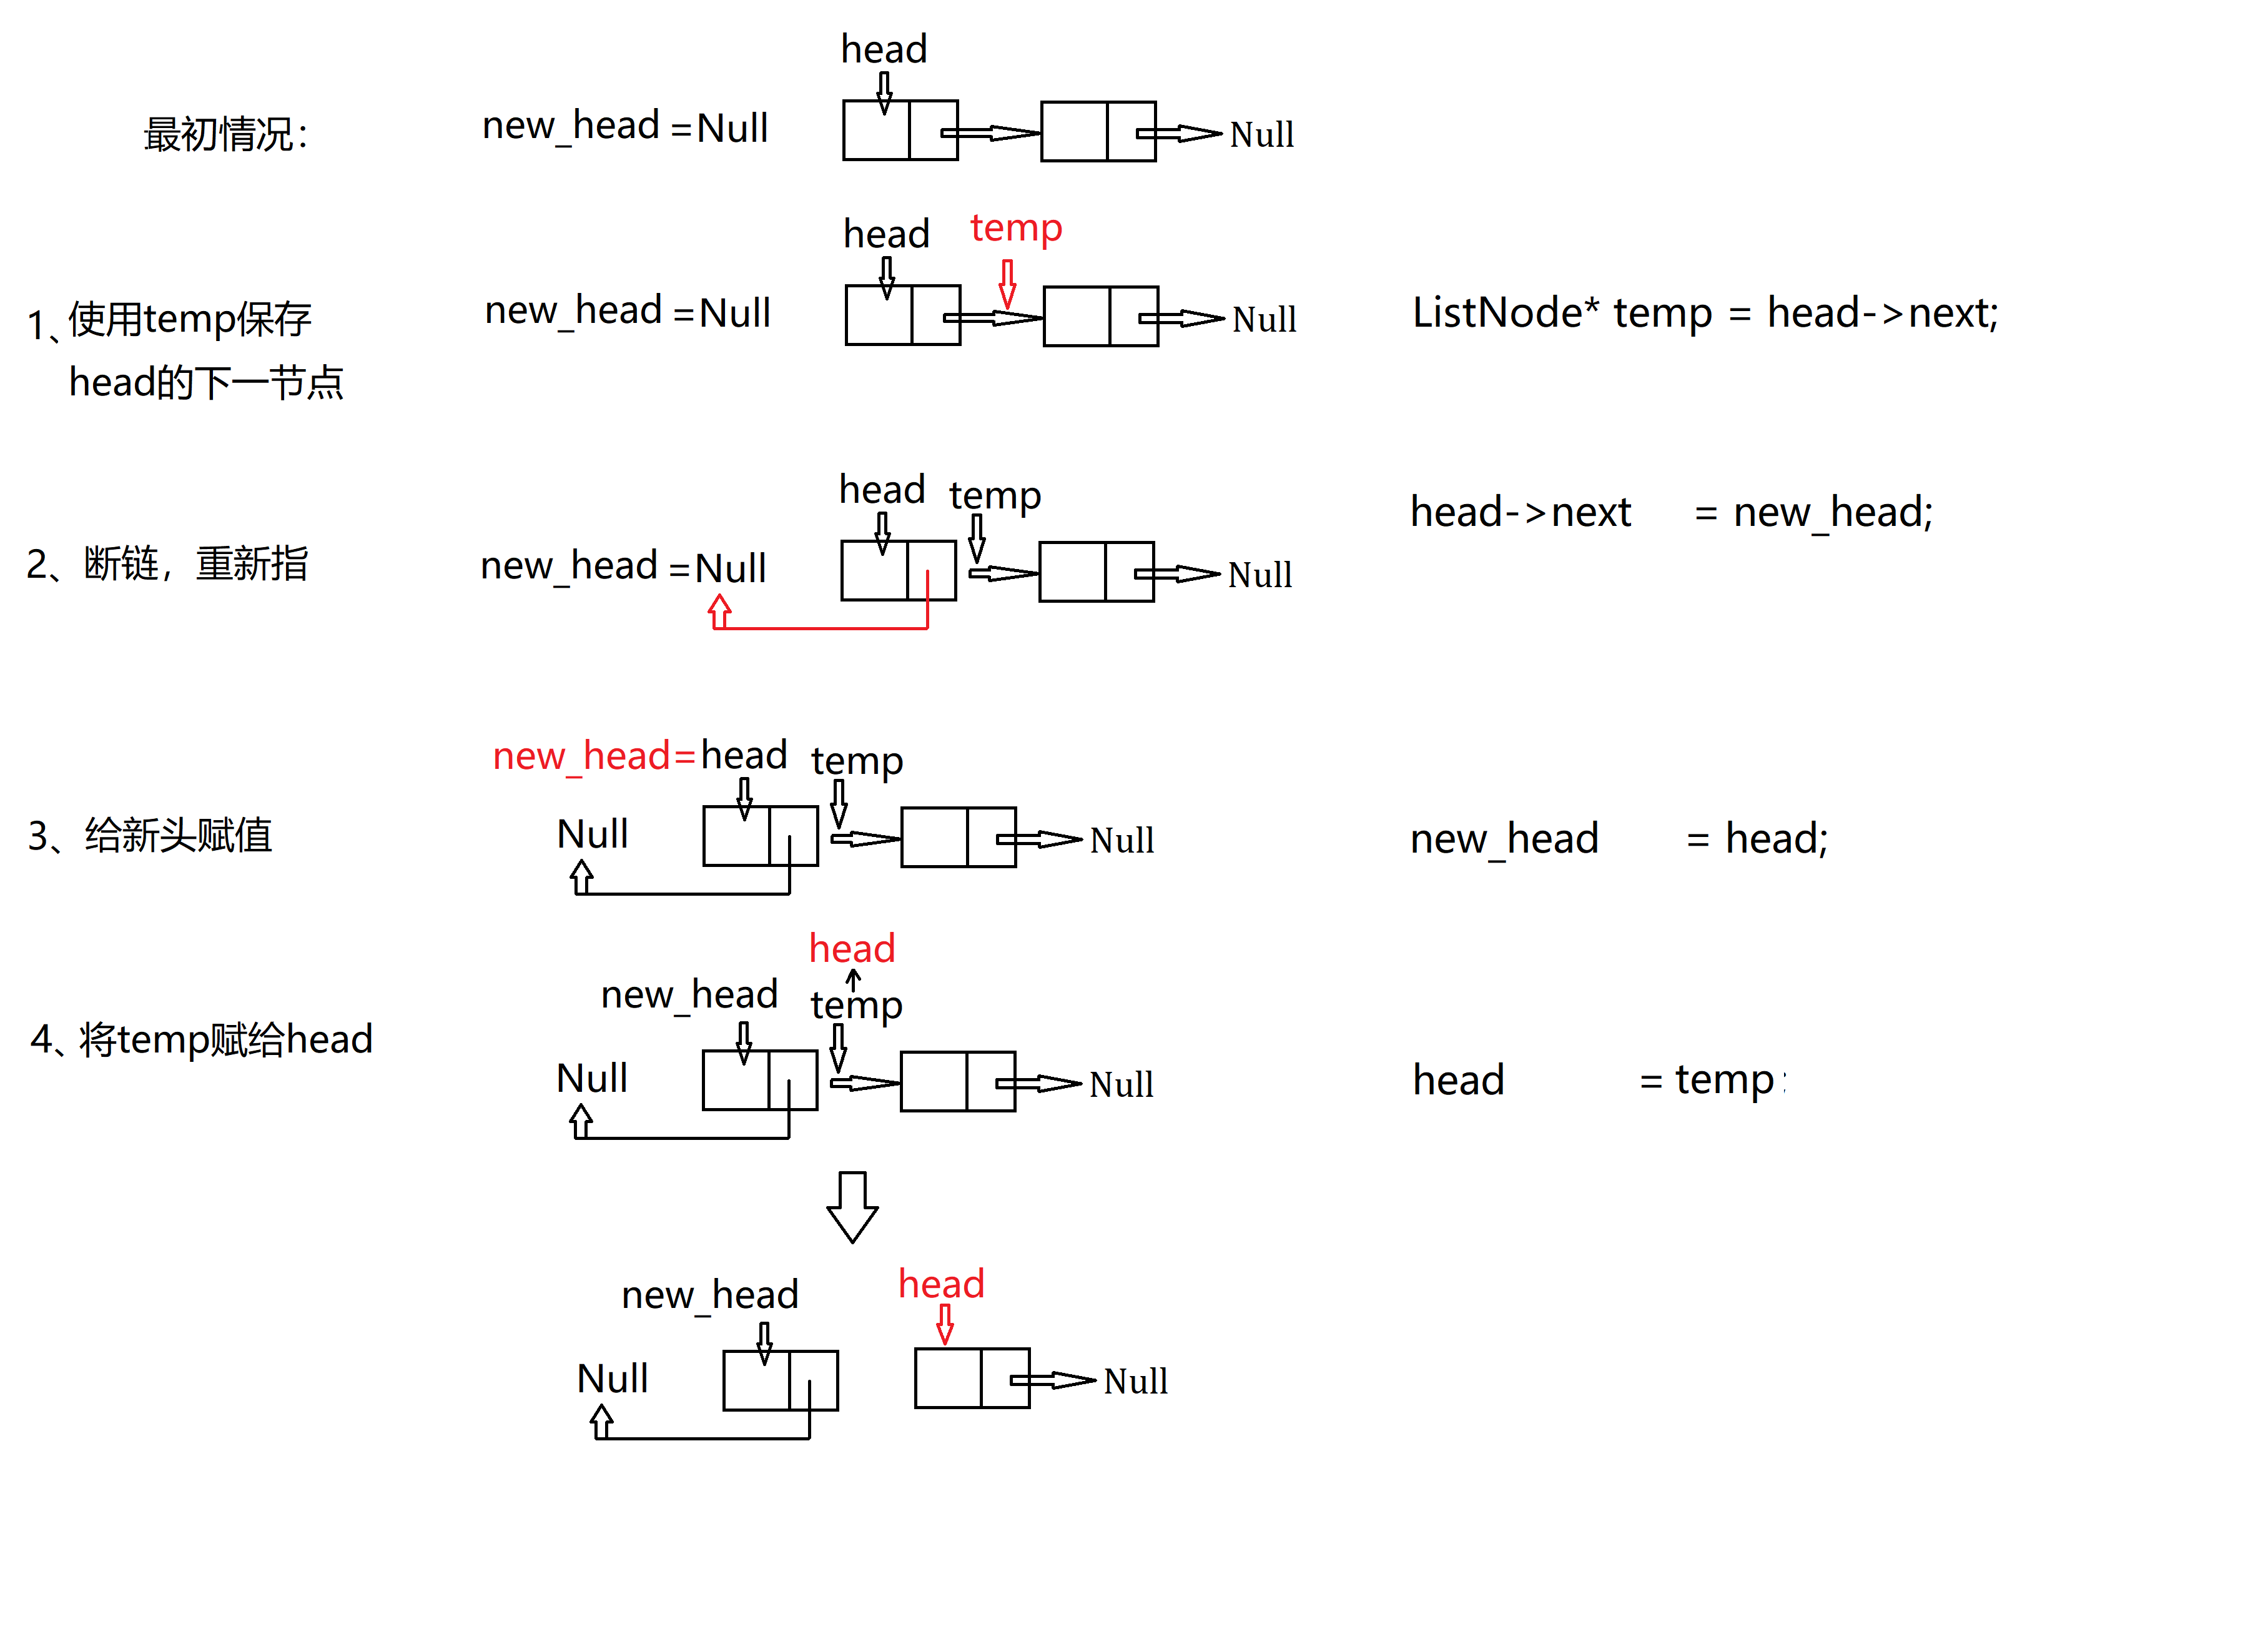 head
最初情况：
new_head =Null
Null
head
temp
1、使用temp保存
head的下一节点
new_head =Null
Null
ListNode* temp = head->next;
head
temp
2、断链，重新指
new_head =Null
Null
head->next = new_head;
new_head=head
temp
3、给新头赋值
Null
Null
new_head = head;
head
new_head
temp
4、将temp赋给head
Null
Null
head = temp;
new_head
head
Null
Null